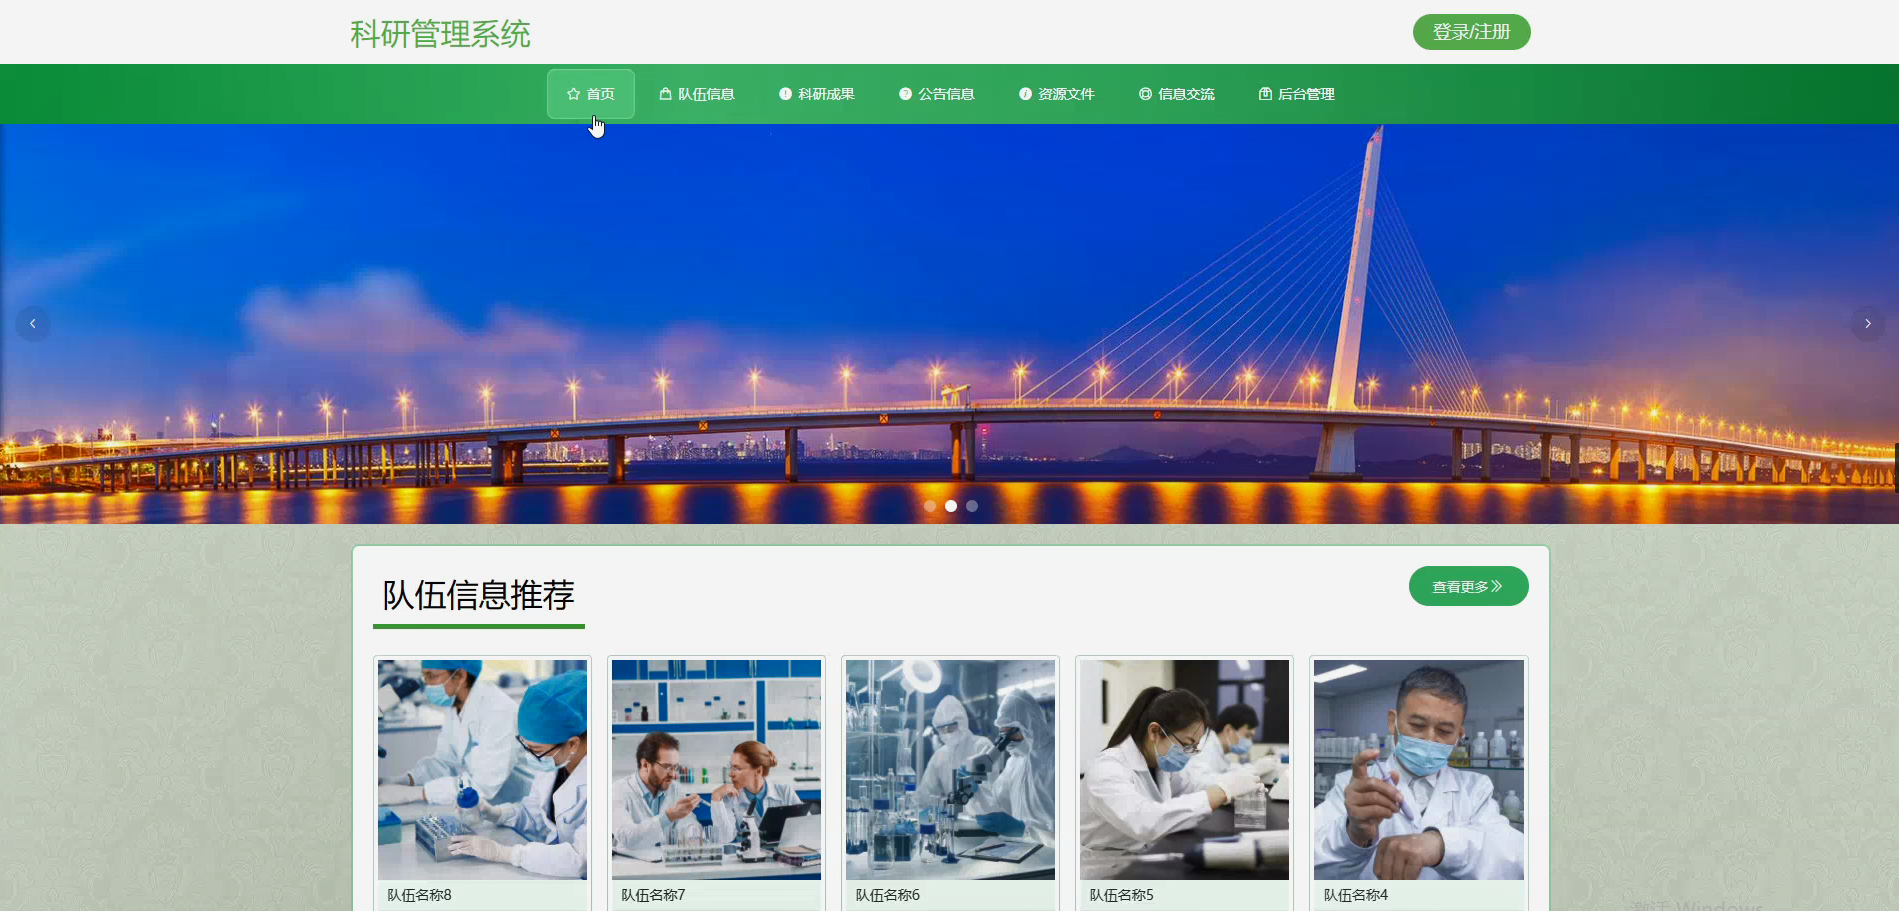 科研管理系统
登录/注册
首页 队伍信息 科研成果 公告信息 资源文件 信息交流 后台管理
队伍信息推荐
查看更多
队伍名称8
队伍名称7
队伍名称6
队伍名称5
队伍名称4
激活 Windows